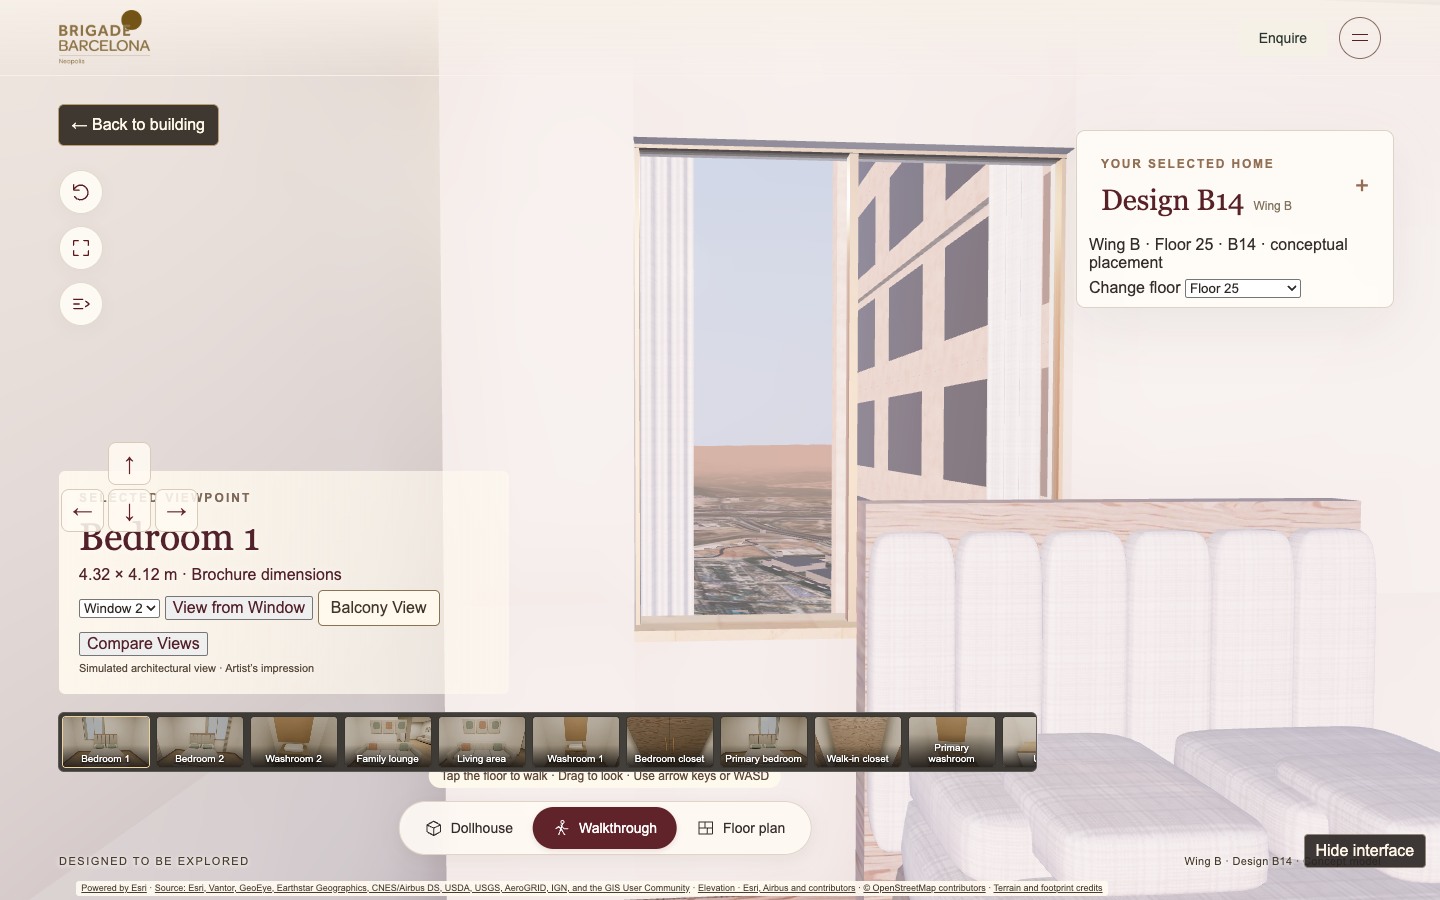 BRIGADE
BARCELONA
Neopolis
Enquire
← Back to building
YOUR SELECTED HOME
Design B14 Wing B
+
Wing B · Floor 25 · B14 · conceptual
placement
Change floor Floor 25
↑
← ↓ →
SELECTED VIEWPOINT
Bedroom 1
4.32 × 4.12 m · Brochure dimensions
Window 2 View from Window Balcony View
Compare Views
Simulated architectural view · Artist's impression
Bedroom 1 Bedroom 2 Washroom 2 Family lounge Living area Washroom 1 Bedroom closet Primary bedroom Walk-in closet Primary washroom
Tap the floor to walk · Drag to look · Use arrow keys or WASD
Dollhouse Walkthrough Floor plan
DESIGNED TO BE EXPLORED
Wing B · Design B14 · Concept model
Hide interface
Powered by Esri · Source: Esri, Vantor, GeoEye, Earthstar Geographics, CNES/Airbus DS, USDA, USGS, AeroGRID, IGN, and the GIS User Community · Elevation · Esri, Airbus and contributors · © OpenStreetMap contributors · Terrain and footprint credits